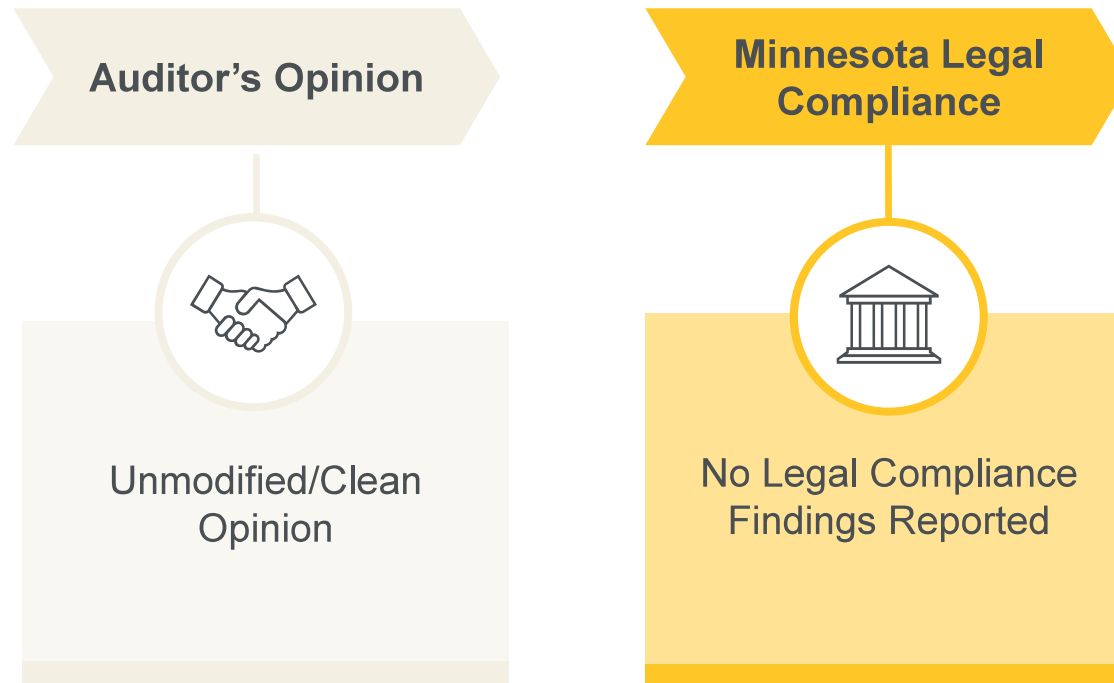 Auditor's Opinion
Unmodified/Clean
Opinion
Minnesota Legal
Compliance
No Legal Compliance
Findings Reported